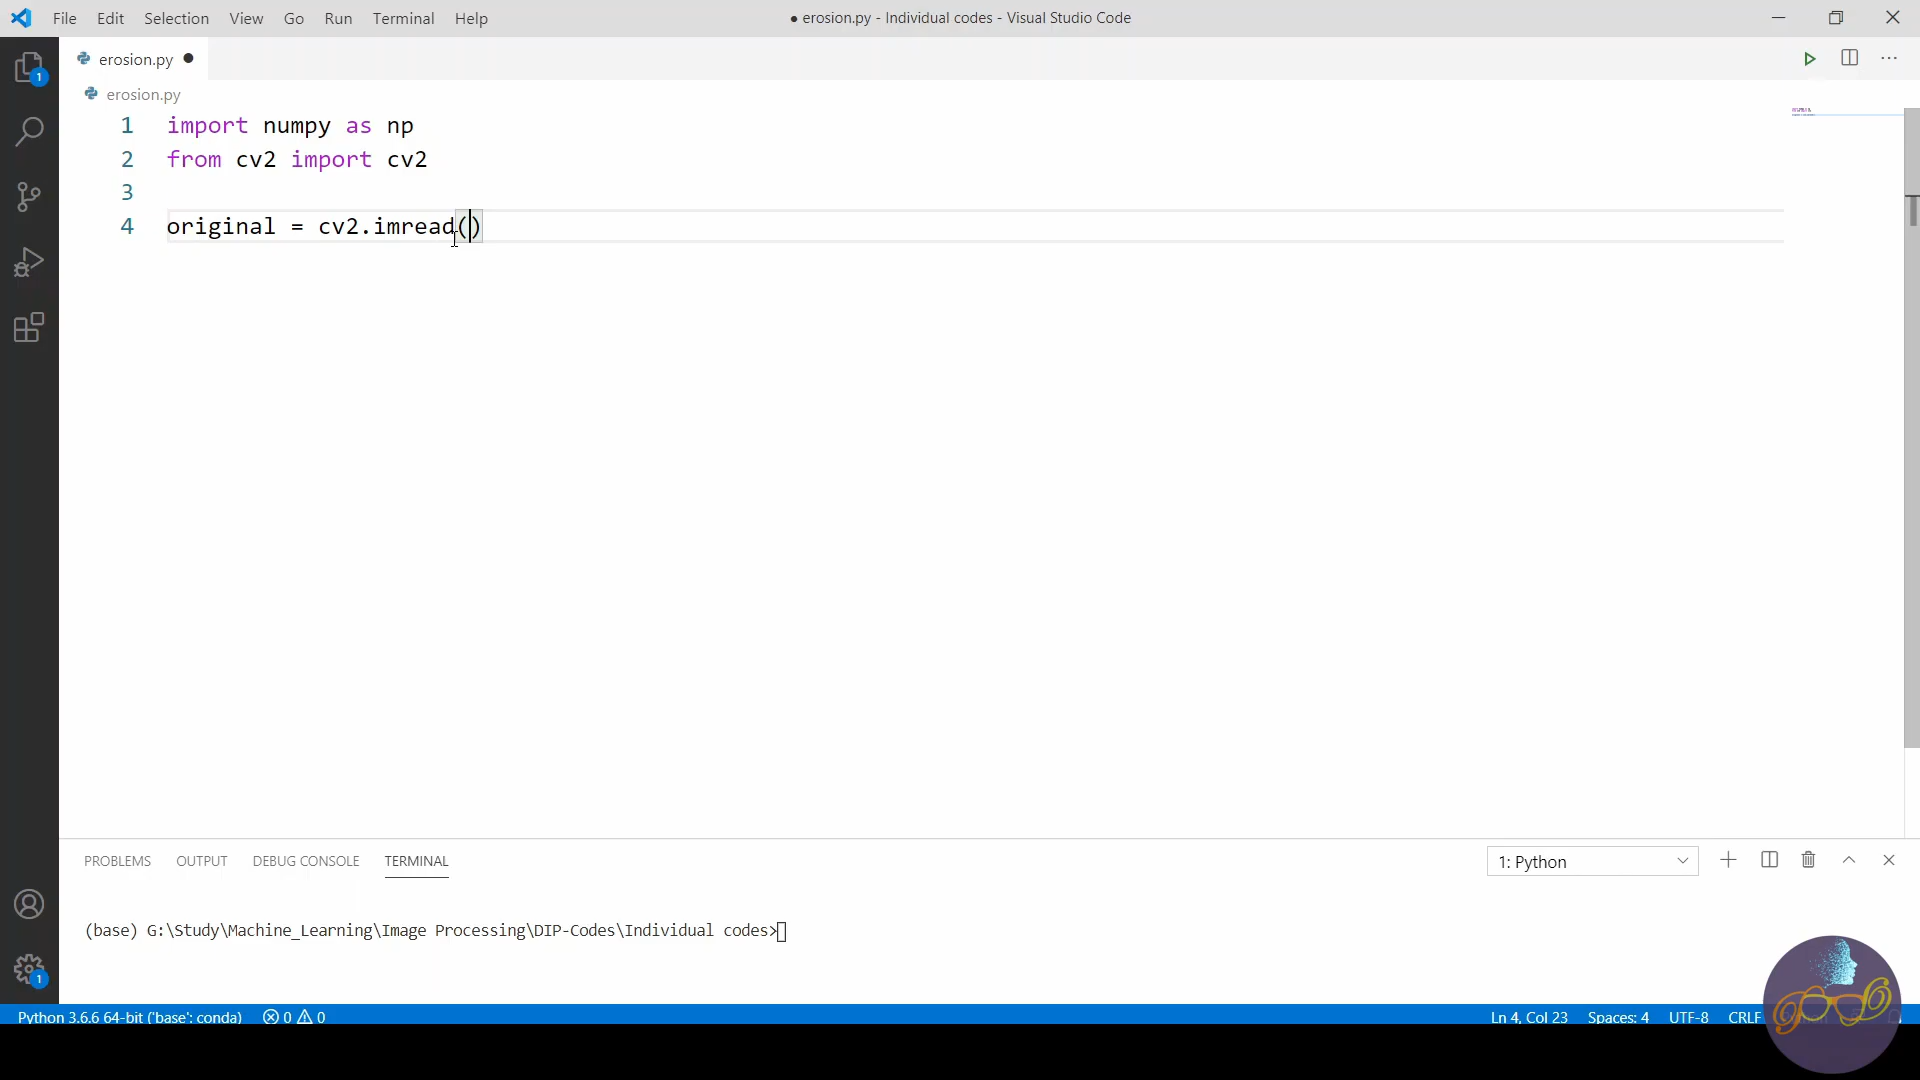 File Edit Selection View Go Run Terminal Help
● erosion.py - Individual codes - Visual Studio Code
erosion.py ●
1
erosion.py
1 import numpy as np
2 from cv2 import cv2
3
4 original = cv2.imread()
PROBLEMS OUTPUT DEBUG CONSOLE TERMINAL
1: Python
(base) G:\Study\Machine_Learning\Image Processing\DIP-Codes\Individual codes>
1
Python 3.6.6 64-bit ('base': conda) 0 0
Ln 4, Col 23 Spaces: 4 UTF-8 CRLF